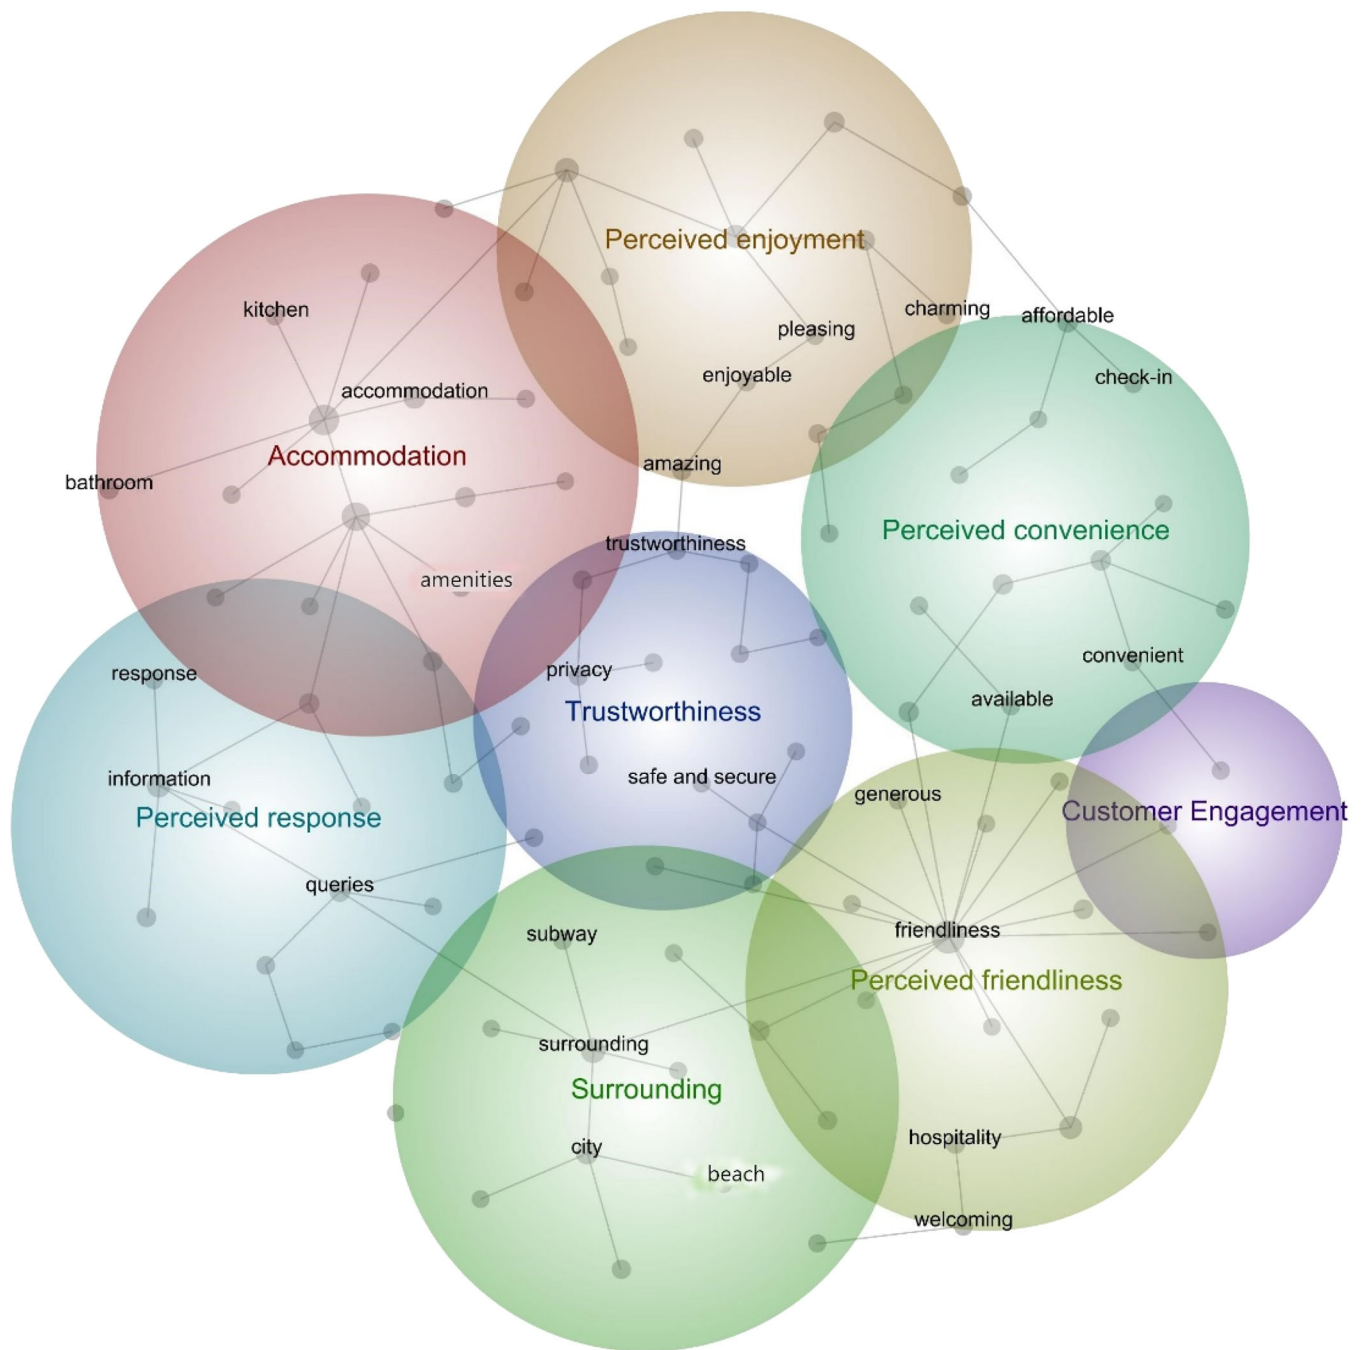 Perceived enjoyment
kitchen
charming
affordable
pleasing
enjoyable
check-in
accommodation
Accommodation
amazing
bathroom
Perceived convenience
trustworthiness
amenities
convenient
privacy
response
available
Trustworthiness
information
safe and secure
generous
Perceived response
Customer Engagement
queries
subway
friendliness
Perceived friendliness
surrounding
Surrounding
city
hospitality
beach
welcoming